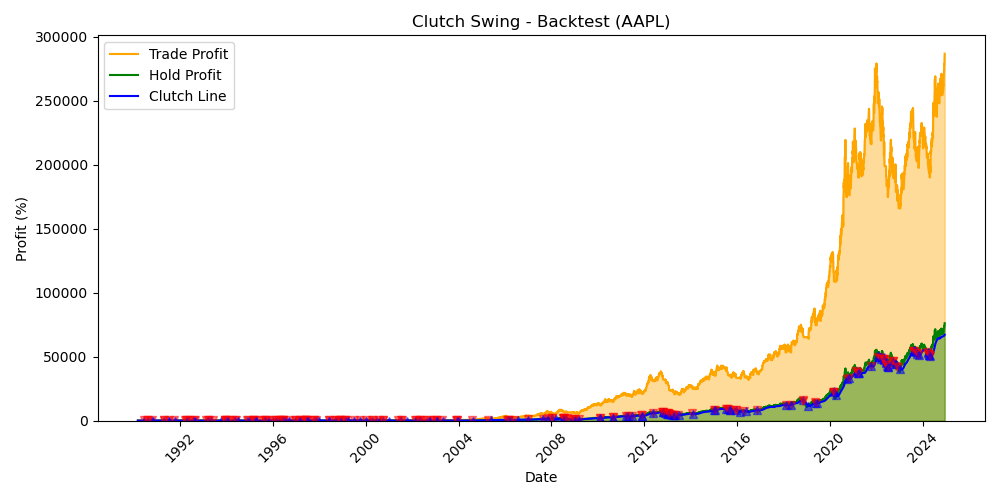 Clutch Swing - Backtest (AAPL)
Trade Profit
Hold Profit
Clutch Line
Profit (%)
300000
250000
200000
150000
100000
50000
0
1992
1996
2000
2004
2008
2012
2016
2020
2024
Date